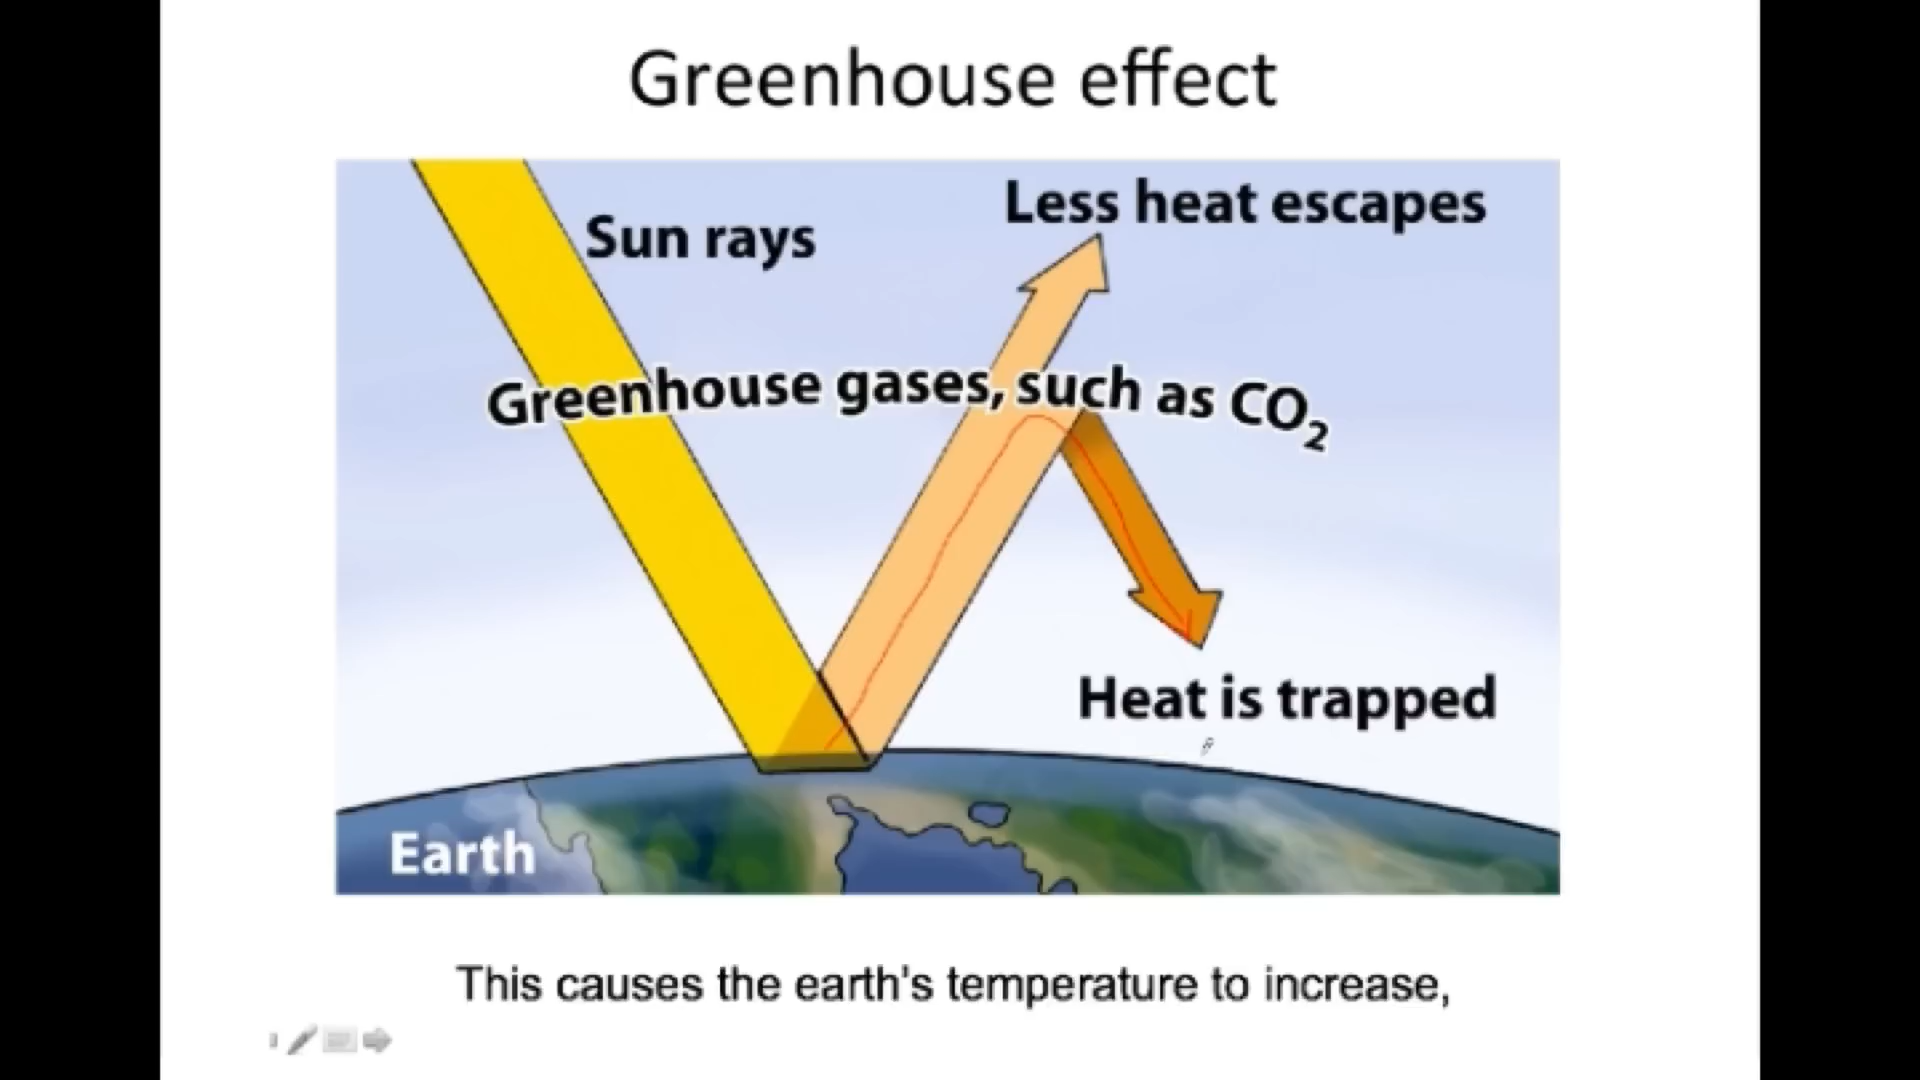 Greenhouse effect
Less heat escapes
Sun rays
Greenhouse gases, such as CO₂
Heat is trapped
Earth
This causes the earth's temperature to increase,